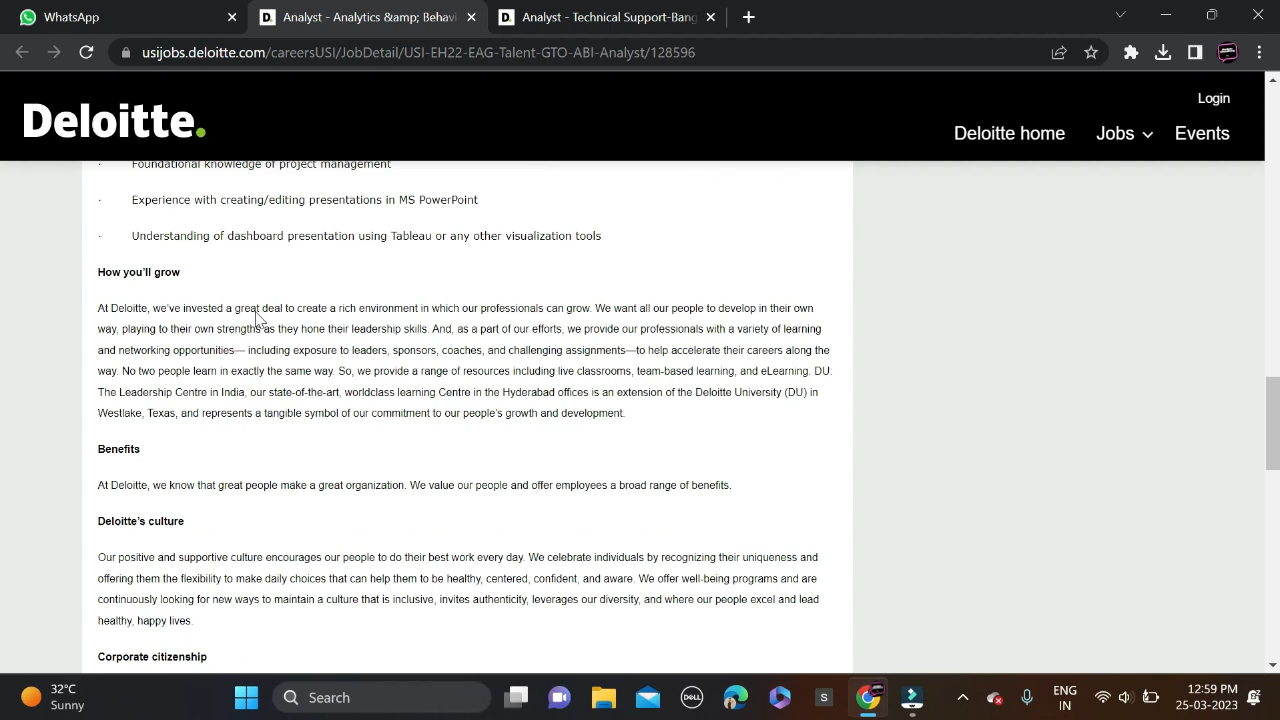 WhatsApp
Analyst - Analytics &amp; Behavi
Analyst - Technical Support-Bang
usijobs.deloitte.com/careersUSI/JobDetail/USI-EH22-EAG-Talent-GTO-ABI-Analyst/128596
Deloitte.
Login
Deloitte home Jobs Events
· Foundational knowledge of project management
· Experience with creating/editing presentations in MS PowerPoint
· Understanding of dashboard presentation using Tableau or any other visualization tools
How you'll grow
At Deloitte, we've invested a great deal to create a rich environment in which our professionals can grow. We want all our people to develop in their own
way, playing to their own strengths as they hone their leadership skills. And, as a part of our efforts, we provide our professionals with a variety of learning
and networking opportunities— including exposure to leaders, sponsors, coaches, and challenging assignments—to help accelerate their careers along the
way. No two people learn in exactly the same way. So, we provide a range of resources including live classrooms, team-based learning, and eLearning. DU:
The Leadership Centre in India, our state-of-the-art, worldclass learning Centre in the Hyderabad offices is an extension of the Deloitte University (DU) in
Westlake, Texas, and represents a tangible symbol of our commitment to our people's growth and development.
Benefits
At Deloitte, we know that great people make a great organization. We value our people and offer employees a broad range of benefits.
Deloitte's culture
Our positive and supportive culture encourages our people to do their best work every day. We celebrate individuals by recognizing their uniqueness and
offering them the flexibility to make daily choices that can help them to be healthy, centered, confident, and aware. We offer well-being programs and are
continuously looking for new ways to maintain a culture that is inclusive, invites authenticity, leverages our diversity, and where our people excel and lead
healthy, happy lives.
Corporate citizenship
32°C
Sunny
Search
DELL
S
ENG
IN
12:59 PM
25-03-2023